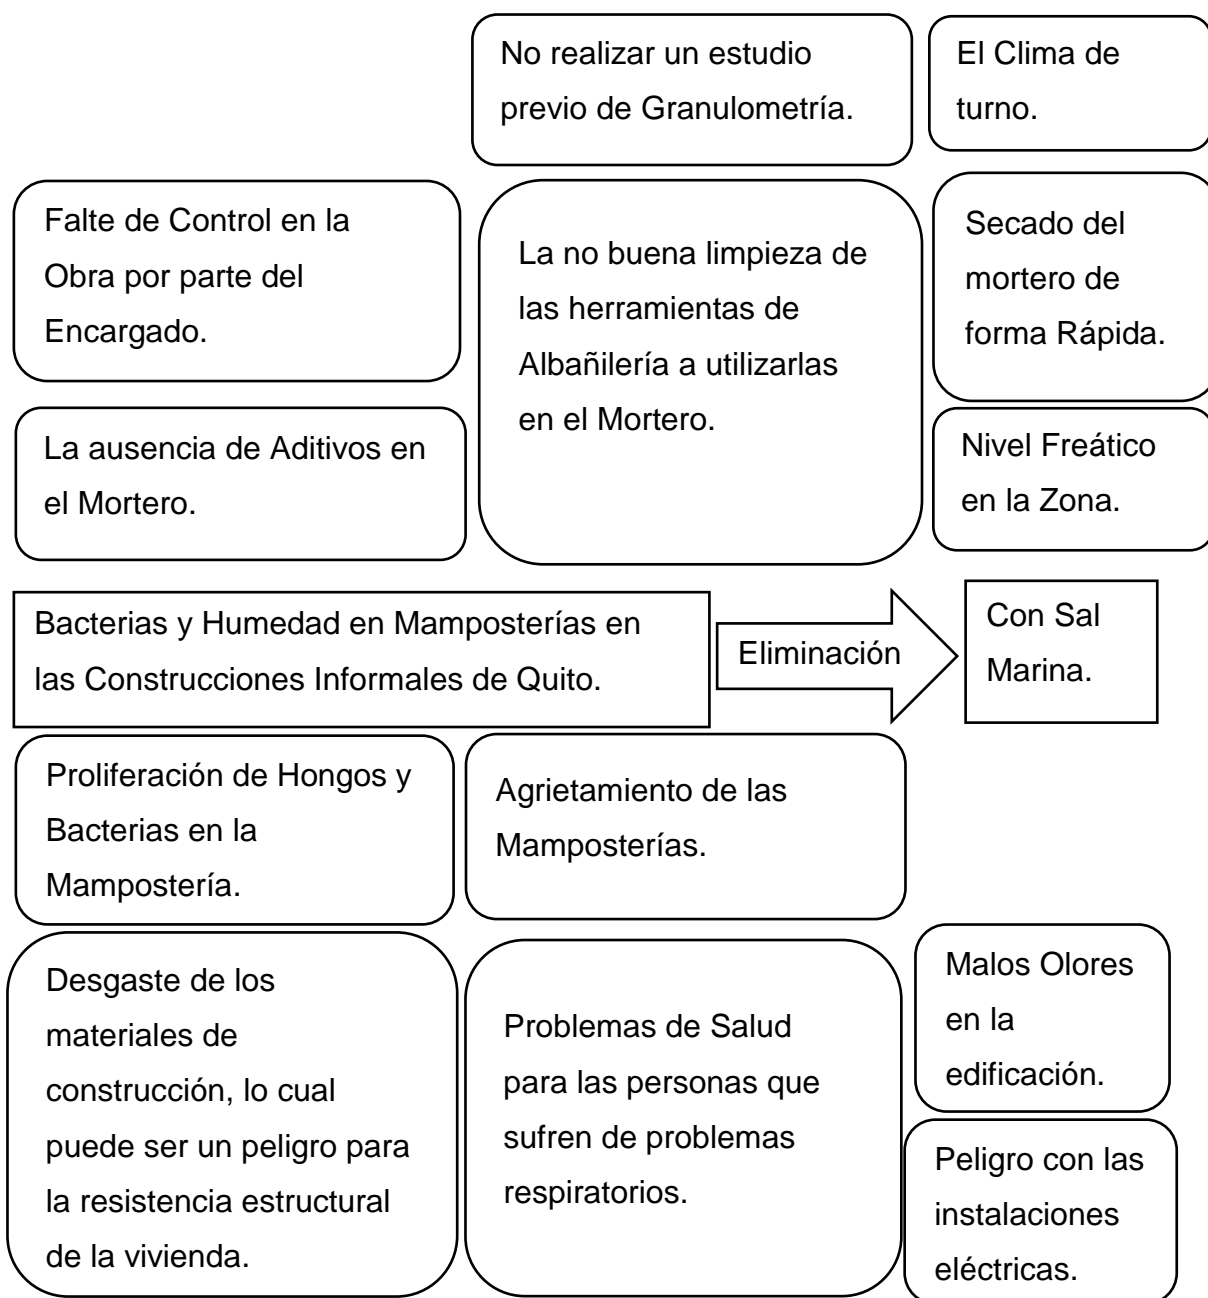 No realizar un estudio
previo de Granulometría.
El Clima de
turno.
Falte de Control en la
Obra por parte del
Encargado.
La no buena limpieza de
las herramientas de
Albañilería a utilizarlas
en el Mortero.
Secado del
mortero de
forma Rápida.
La ausencia de Aditivos en
el Mortero.
Nivel Freático
en la Zona.
Bacterias y Humedad en Mamposterías en
las Construcciones Informales de Quito.
Eliminación
Con Sal
Marina.
Proliferación de Hongos y
Bacterias en la
Mampostería.
Agrietamiento de las
Mamposterías.
Desgaste de los
materiales de
construcción, lo cual
puede ser un peligro para
la resistencia estructural
de la vivienda.
Problemas de Salud
para las personas que
sufren de problemas
respiratorios.
Malos Olores
en la
edificación.
Peligro con las
instalaciones
eléctricas.